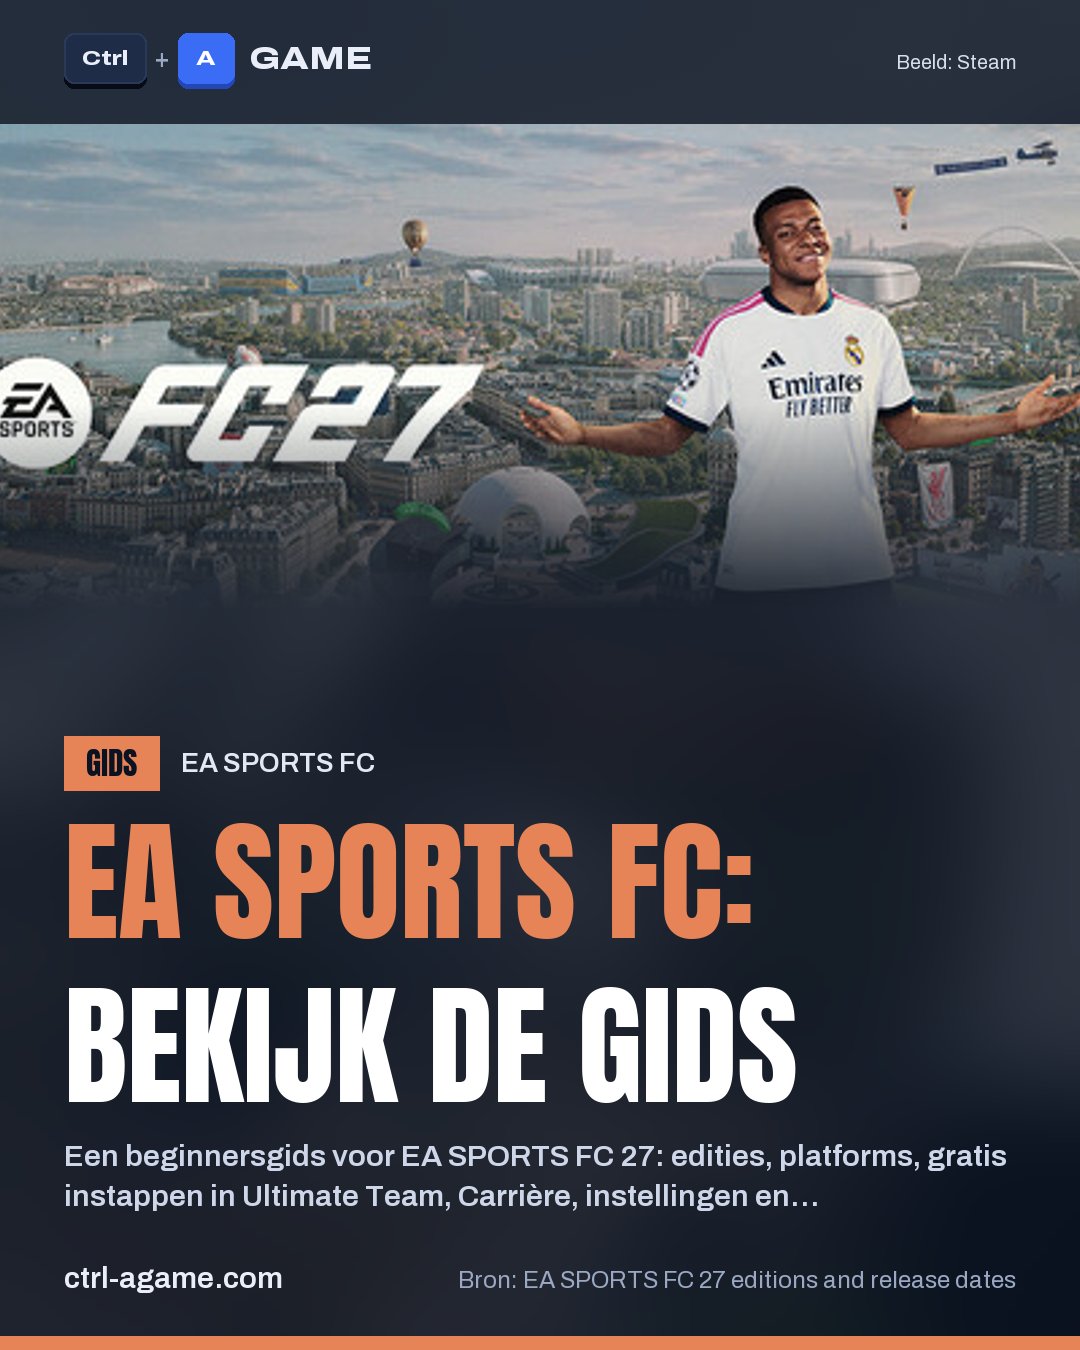 Ctrl + A GAME
Beeld: Steam
EA SPORTS FC27
Emirates
FLY BETTER
GIDS EA SPORTS FC
EA SPORTS FC:
BEKIJK DE GIDS
Een beginnersgids voor EA SPORTS FC 27: edities, platforms, gratis
instappen in Ultimate Team, Carrière, instellingen en...
ctrl-agame.com
Bron: EA SPORTS FC 27 editions and release dates